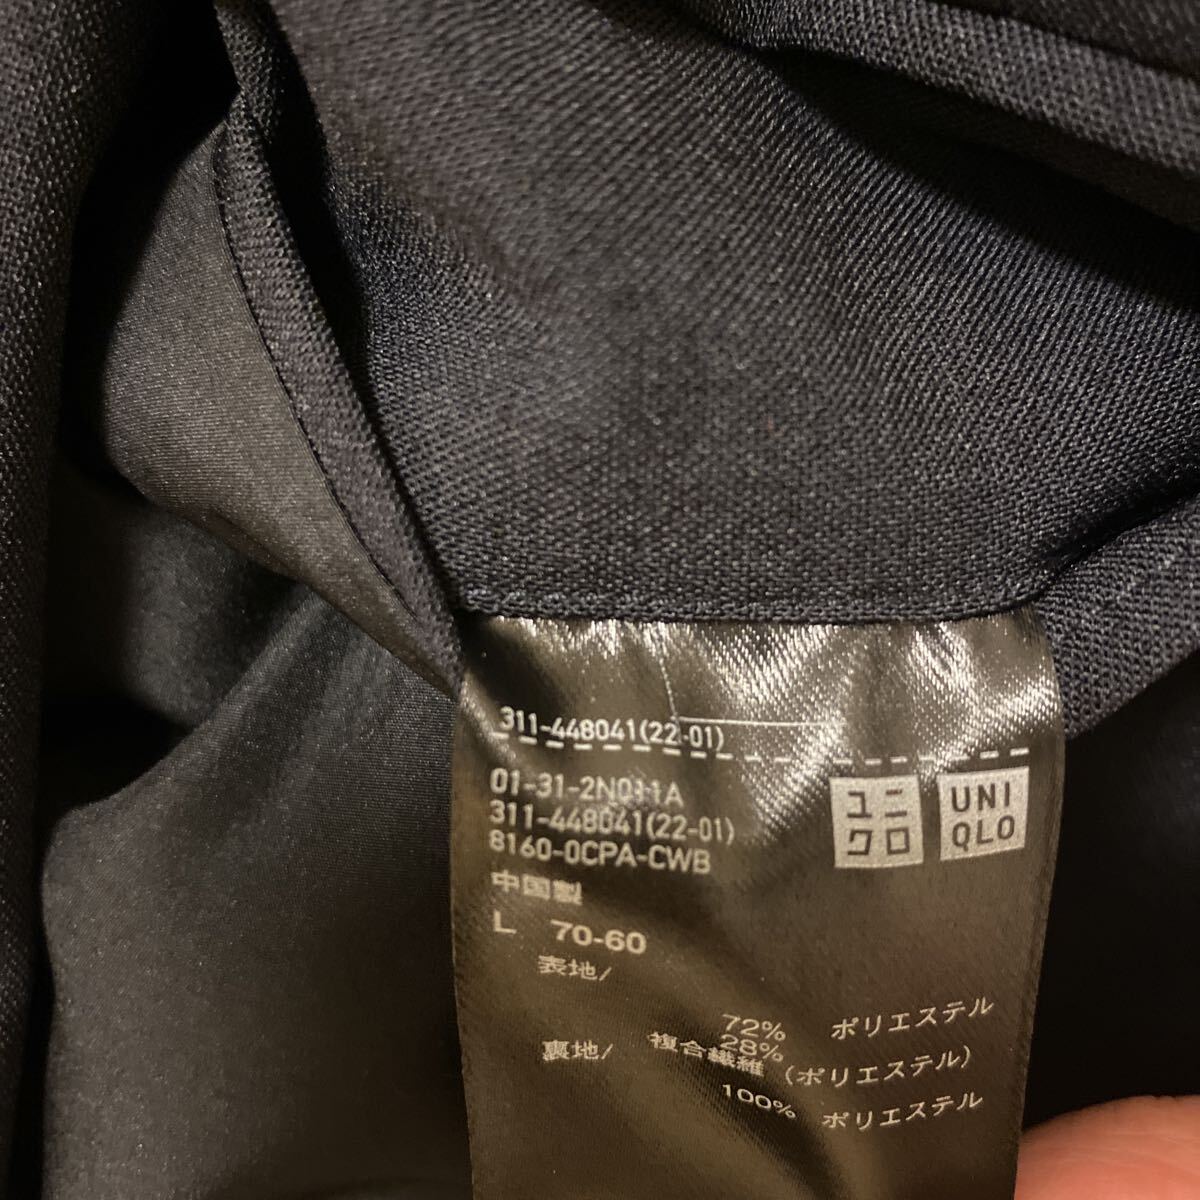 311-448041(22-01)
01-31-2N011A
311-448041(22-01)
8160-0CPA-CWB
ユニ
クロ
UNI
QLO
中国製
L 70-60
表地/
72% ポリエステル
28%
複合繊維 (ポリエステル)
裏地/
100% ポリエステル